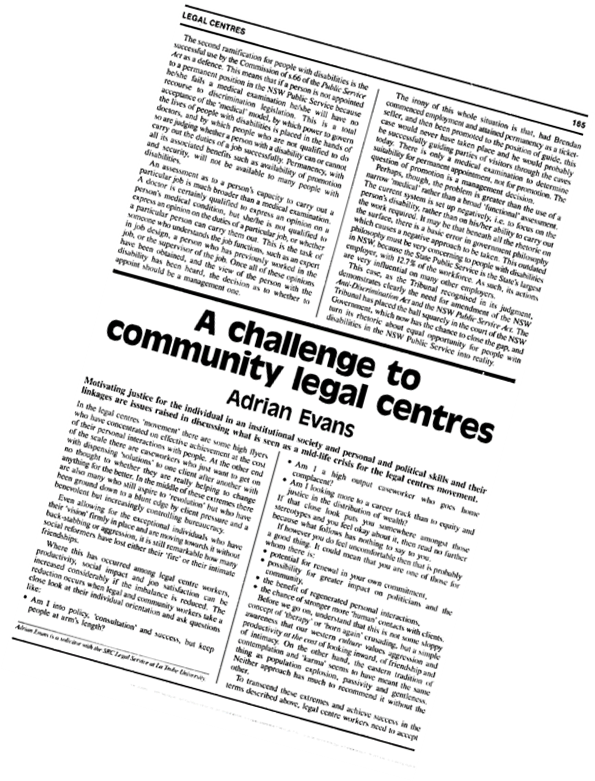 LEGAL CENTRES
165
The second ramification for people with disabilities is the
successful use by the Commission of s.66 of the Public Service
Act as a defence. This means that if a person is not appointed
to a permanent position in the NSW Public Service because
he/she fails a medical examination he/she will have no
recourse to discrimination legislation. This is a total
acceptance of the 'medical' model, by which power to govern
the lives of people with disabilities is placed in the hands of
doctors, and by which people who are not qualified to do
so are judging whether a person with a disability can or cannot
carry out the duties of a job successfully. Permanency, with
all its associated benefits such as availability of promotion
and security, will not be available to many people with
disabilities.
An assessment as to a person's capacity to carry out a
particular job is much broader than a medical examination.
A doctor is certainly qualified to express an opinion on a
person's medical condition, but she/he is not qualified to
express an opinion on the duties of a particular job, or whether
a particular person can carry them out. This is the task of
someone who understands the job function, such as an expert
in job design, a person who has previously worked in the
job, or the supervisor of the job. Once all of these opinions
have been obtained, and the view of the person with the
disability has been heard, the decision as to whether to
appoint should be a management one.
The irony of this whole situation is that, had Brendan
commenced employment and attained permanency as a ticket-
seller, and then been promoted to the position of guide, this
case would never have taken place and he would probably
be successfully guiding parties of visitors through the caves
today. There is only a medical examination to determine
suitability for permanent appointment, not for promotion. The
question of promotion is a management decision.
Perhaps, though, the problem is greater than the use of a
narrow 'medical' rather than a broad 'functional' assessment.
The current system is set up negatively, i.e. to focus on the
person's disability, rather than on his/her ability to carry out
the work required. It may be that beneath all the rhetoric on
the surface, there is a basic error in government philosophy
which causes a negative approach to be taken. This outdated
philosophy must be very concerning to people with disabilities
in NSW, because the State Public Service is the State's largest
employer, with 12.7% of the workforce. As such, its actions
are very influential on many other employers.
This case, as the Tribunal recognised in its judgment,
demonstrates clearly the need for amendment of the NSW
Anti-Discrimination Act and the NSW Public Service Act. The
Tribunal has placed the ball squarely in the court of the NSW
Government, which now has the chance to close the gap, and
turn its rhetoric about equal opportunity for people with
disabilities in the NSW Public Service into reality.
A challenge to
community legal centres
Adrian Evans
Motivating justice for the individual in an institutional society and personal and political skills and their
linkages are issues raised in discussing what is seen as a mid-life crisis for the legal centres movement.
In the legal centres 'movement' there are some high flyers
who have concentrated on effective achievement at the cost
of their personal interactions with people. At the other end
of the scale there are caseworkers who just want to get on
with dispensing 'solutions' to one client after another with
no thought to whether they are really helping to change
anything for the better. In the middle of these extremes there
are also many who still aspire to 'revolution' but who have
been ground down to a blunt edge by client pressure and a
benevolent but increasingly controlling bureaucracy.
Even allowing for the exceptional individuals who have
their 'vision' firmly in place and are moving towards it without
back-stabbing or aggression, it is still remarkable how many
social reformers have lost either their 'fire' or their intimate
friendships.
Where this has occurred among legal centre workers,
productivity, social impact and job satisfaction can be
increased considerably if the imbalance is reduced. The
reduction occurs when legal and community workers take a
close look at their individual orientation and ask questions
like:
• Am I into policy, 'consultation' and success, but keep
people at arm's length?
Adrian Evans is a solicitor with the SRC Legal Service at La Trobe University.
• Am I a high output caseworker who goes home
complacent?
• Am I looking more to a career track than to equity and
justice in the distribution of wealth?
If that close look puts you somewhere amongst those
stereotypes and you feel okay about it, then read no further
because what follows has nothing to say to you.
If however you do feel uncomfortable then that is probably
a good thing. It could mean that you are one of those for
whom there is:
• potential for renewal in your own commitment,
• possibility for greater impact on politicians and the
community,
• the benefit of regenerated personal interactions,
• the chance of stronger more 'human' contacts with clients.
Before we go on, understand that this is not some sloppy
concept of 'therapy' or 'born again' crusading, but a simple
awareness that our western culture values aggression and
productivity at the cost of looking inward, of friendship and
of intimacy. On the other hand, the eastern tradition of
contemplation and 'karma' seems to have meant the same
thing as population explosion, passivity and gentleness.
Neither approach has much to recommend it without the
other.
To transcend these extremes and achieve success in the
terms described above, legal centre workers need to accept